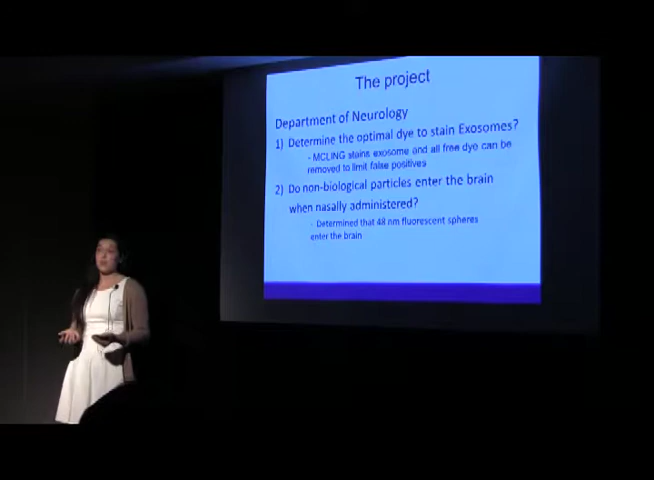 The project
Department of Neurology
1) Determine the optimal dye to stain Exosomes?
- MCLING stains exosome and all free dye can be
removed to limit false positives
2) Do non-biological particles enter the brain
when nasally administered?
- Determined that 48 nm fluorescent spheres
enter the brain